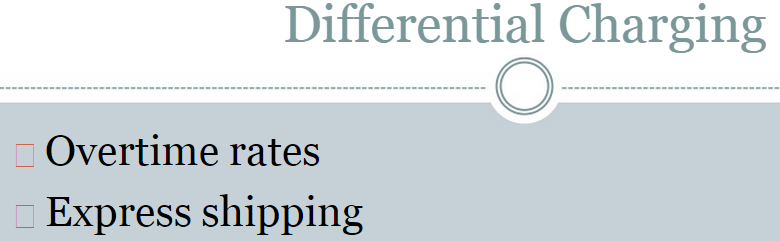 Differential Charging
Overtime rates
Express shipping